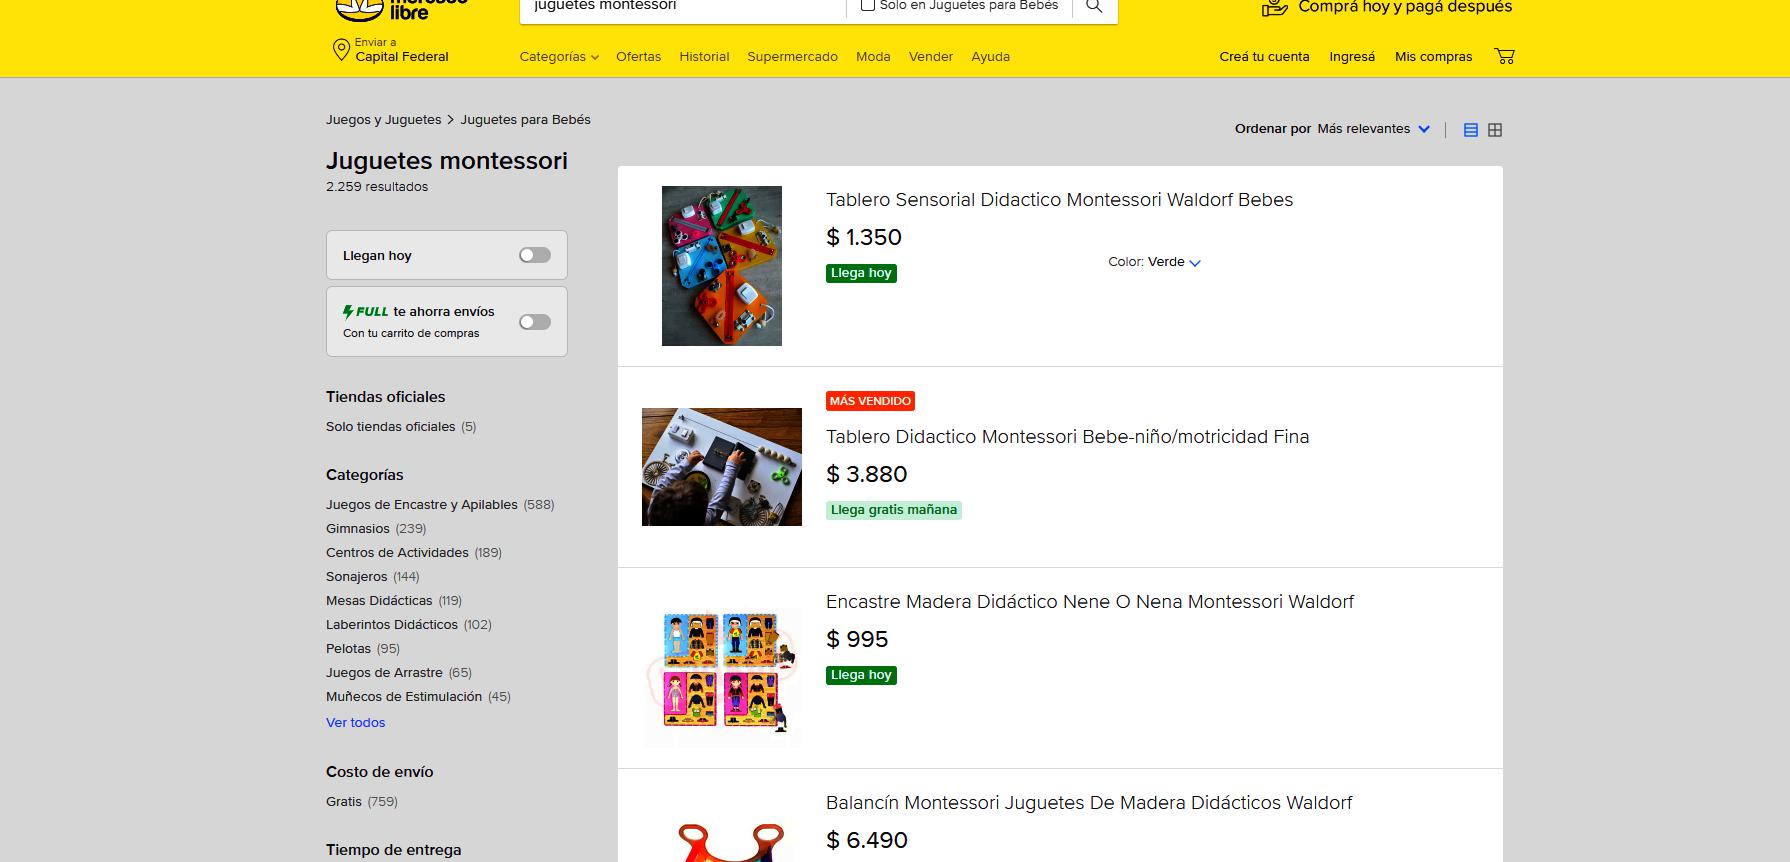 mercado
libre
juguetes montessori
Solo en Juguetes para Bebés
Comprá hoy y pagá después
Enviar a
Capital Federal
Categorías
Ofertas
Historial
Supermercado
Moda
Vender
Ayuda
Creá tu cuenta
Ingresá
Mis compras
Juegos y Juguetes > Juguetes para Bebés
Ordenar por Más relevantes
Juguetes montessori
2.259 resultados
Llegan hoy
FULL te ahorra envíos
Con tu carrito de compras
Tiendas oficiales
Solo tiendas oficiales (5)
Categorías
Juegos de Encastre y Apilables (588)
Gimnasios (239)
Centros de Actividades (189)
Sonajeros (144)
Mesas Didácticas (119)
Laberintos Didácticos (102)
Pelotas (95)
Juegos de Arrastre (65)
Muñecos de Estimulación (45)
Ver todos
Costo de envío
Gratis (759)
Tiempo de entrega
Tablero Sensorial Didactico Montessori Waldorf Bebes
$ 1.350
Llega hoy
Color: Verde
MÁS VENDIDO
Tablero Didactico Montessori Bebe-niño/motricidad Fina
$ 3.880
Llega gratis mañana
Encastre Madera Didáctico Nene O Nena Montessori Waldorf
$ 995
Llega hoy
Balancín Montessori Juguetes De Madera Didácticos Waldorf
$ 6.490